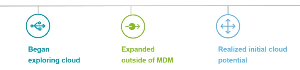 Began
exploring cloud
Expanded
outside of MDM
Realized initial cloud
potential